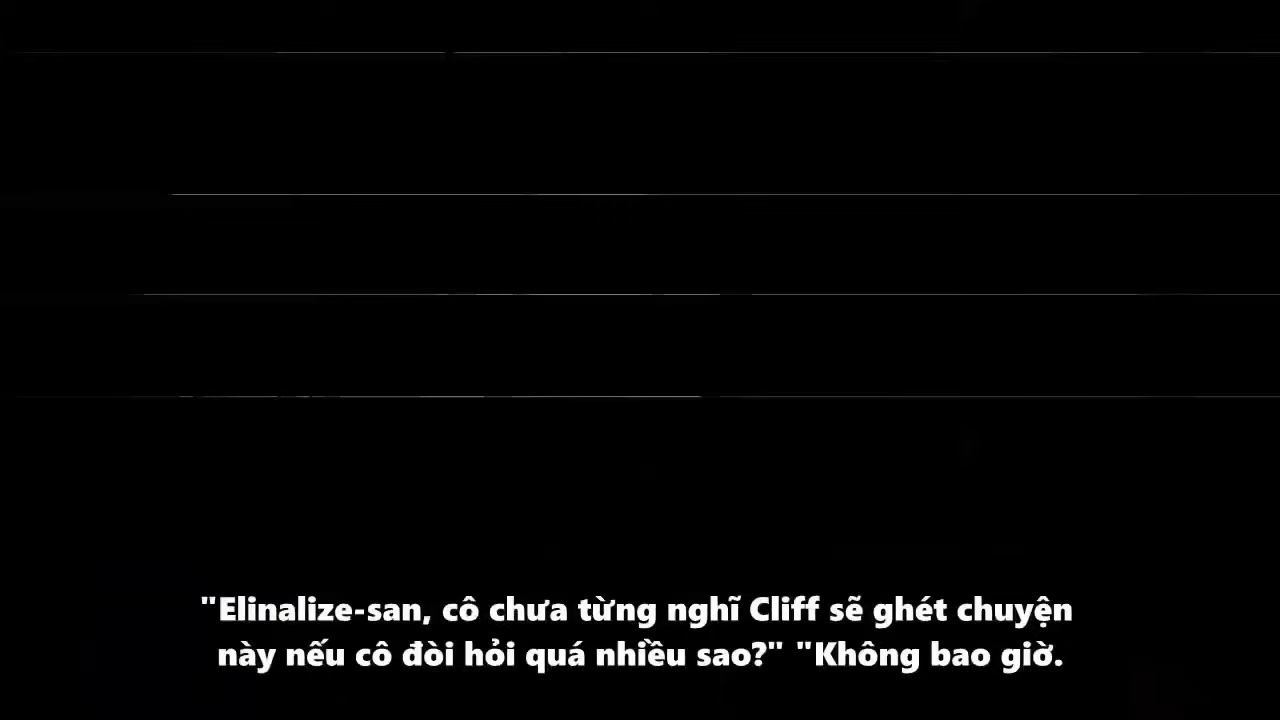 "Elinalize-san, cô chưa từng nghĩ Cliff sẽ ghét chuyện
này nếu cô đòi hỏi quá nhiều sao?" "Không bao giờ.